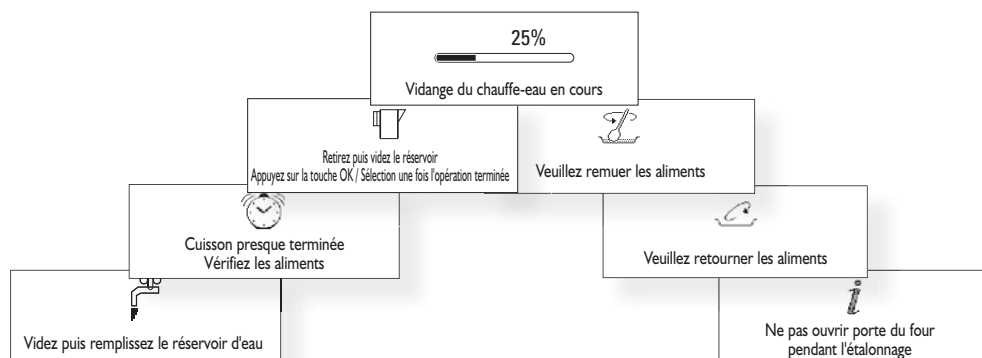 25%
Vidange du chauffe-eau en cours
Retirez puis videz le réservoir
Appuyez sur la touche OK / Sélection une fois l'opération terminée
Veuillez remuer les aliments
Cuisson presque terminée
Vérifiez les aliments
Veuillez retourner les aliments
Videz puis remplissez le réservoir d'eau
Ne pas ouvrir porte du four
pendant l'étalonnage